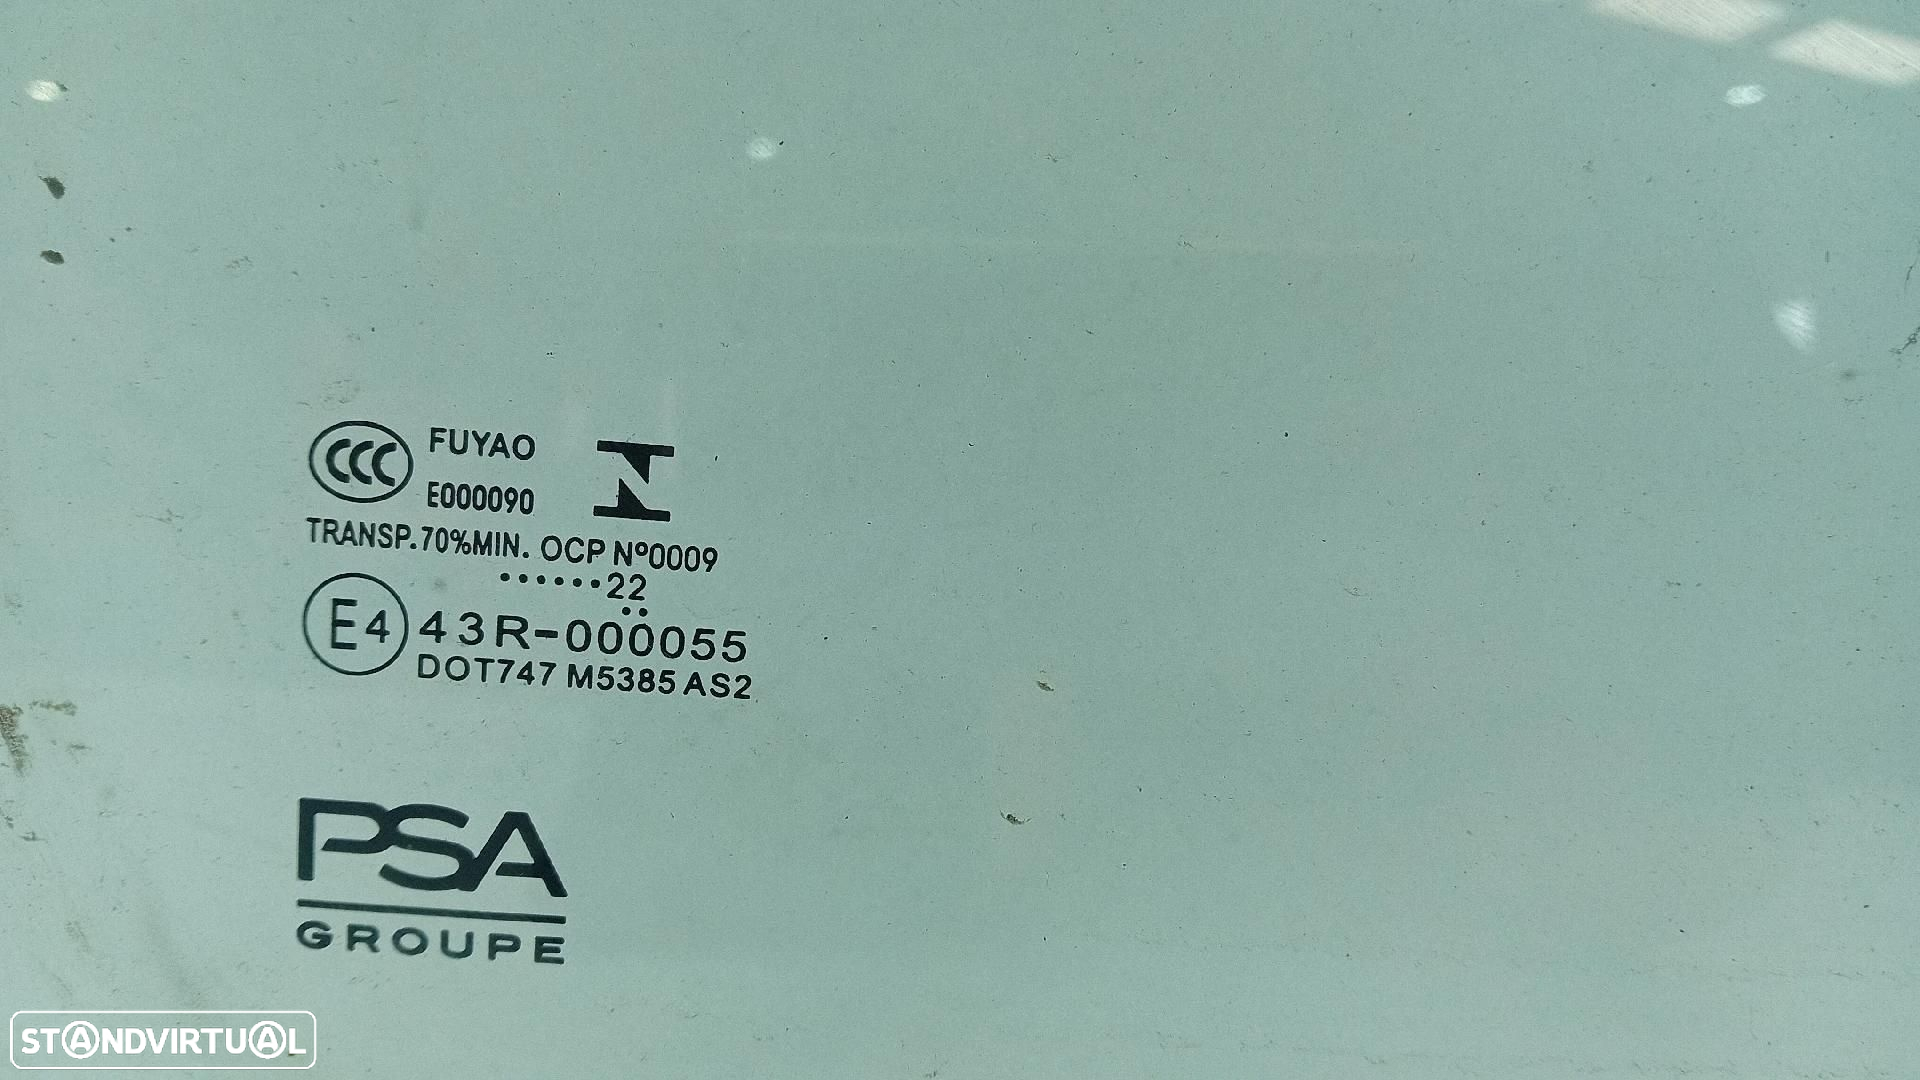 CCC FUYAO
E000090
TRANSP.70%MIN. OCP Nº0009
••••••22
••
E4 43R-000055
DOT747 M5385 AS2
PSA
GROUPE
STANDVIRTUAL